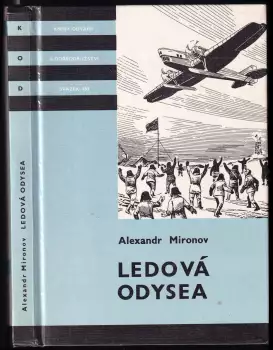 K
O
D
Alexandr Mironov
LEDOVÁ
ODYSEA
Alexandr Mironov LEDOVÁ ODYSEA